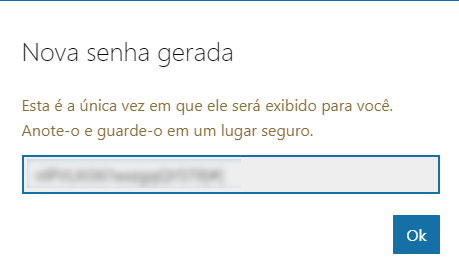 Nova senha gerada
Esta é a única vez em que ele será exibido para você.
Anote-o e guarde-o em um lugar seguro.
Ok